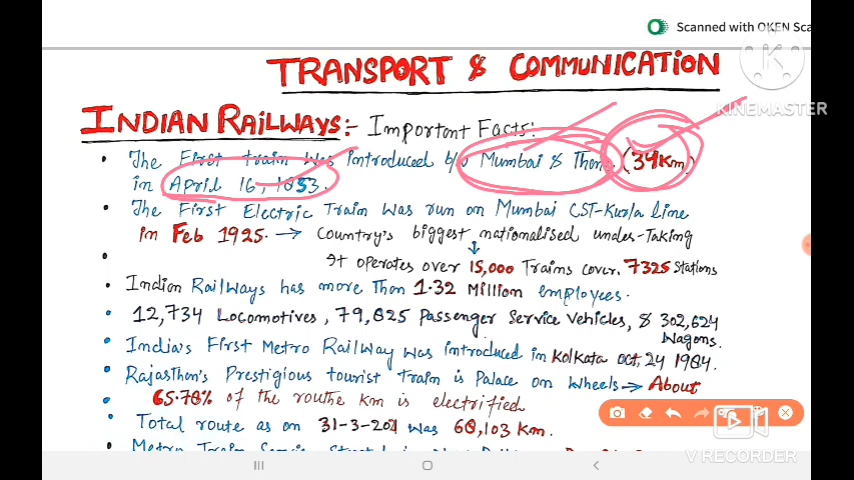 Scanned with OKEN Sca
KINEMASTER
TRANSPORT & COMMUNICATION
INDIAN RAILWAYS:- Important Facts:
• The First train was introduced b/w Mumbai & Thane (34km)
in April 16, 1853.
• The First Electric Train was run on Mumbai CST-Kurla line
in Feb 1925. → Country's biggest nationalised under-Taking
• It operates over 15,000 Trains cover. 7325 Stations
• Indian Railways has more Than 1.32 Million employees.
• 12,734 Locomotives, 79,825 Passenger Service Vehicles, & 302,624
Wagons.
• India's First Metro Railway was introduced in Kolkata Oct, 24 1984.
• Rajasthan's Prestigious tourist Train is Palace on Wheels → About
• 65.78% of the routhe km is electrified
• Total route as on 31-3-201 was 68,103 Km.
V RECORDER